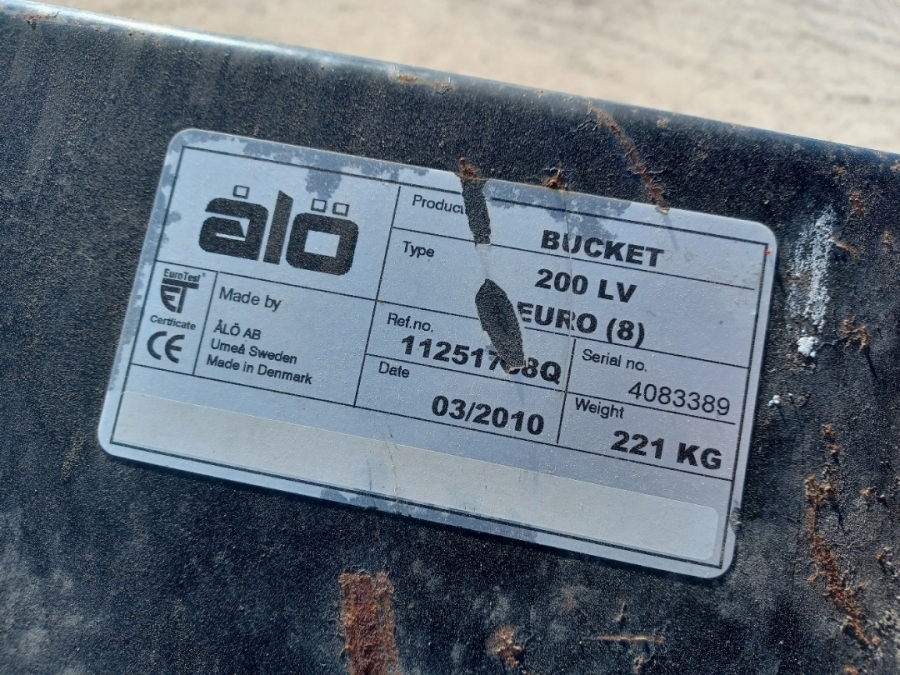 ålö
EuroTest®
ET
Certificate
CE
Made by
ÅLÖ AB
Umeå Sweden
Made in Denmark
Product
BUCKET
Type
200 LV
EURO (8)
Ref.no.
Serial no.
4083389
Date
03/2010
Weight
221 KG